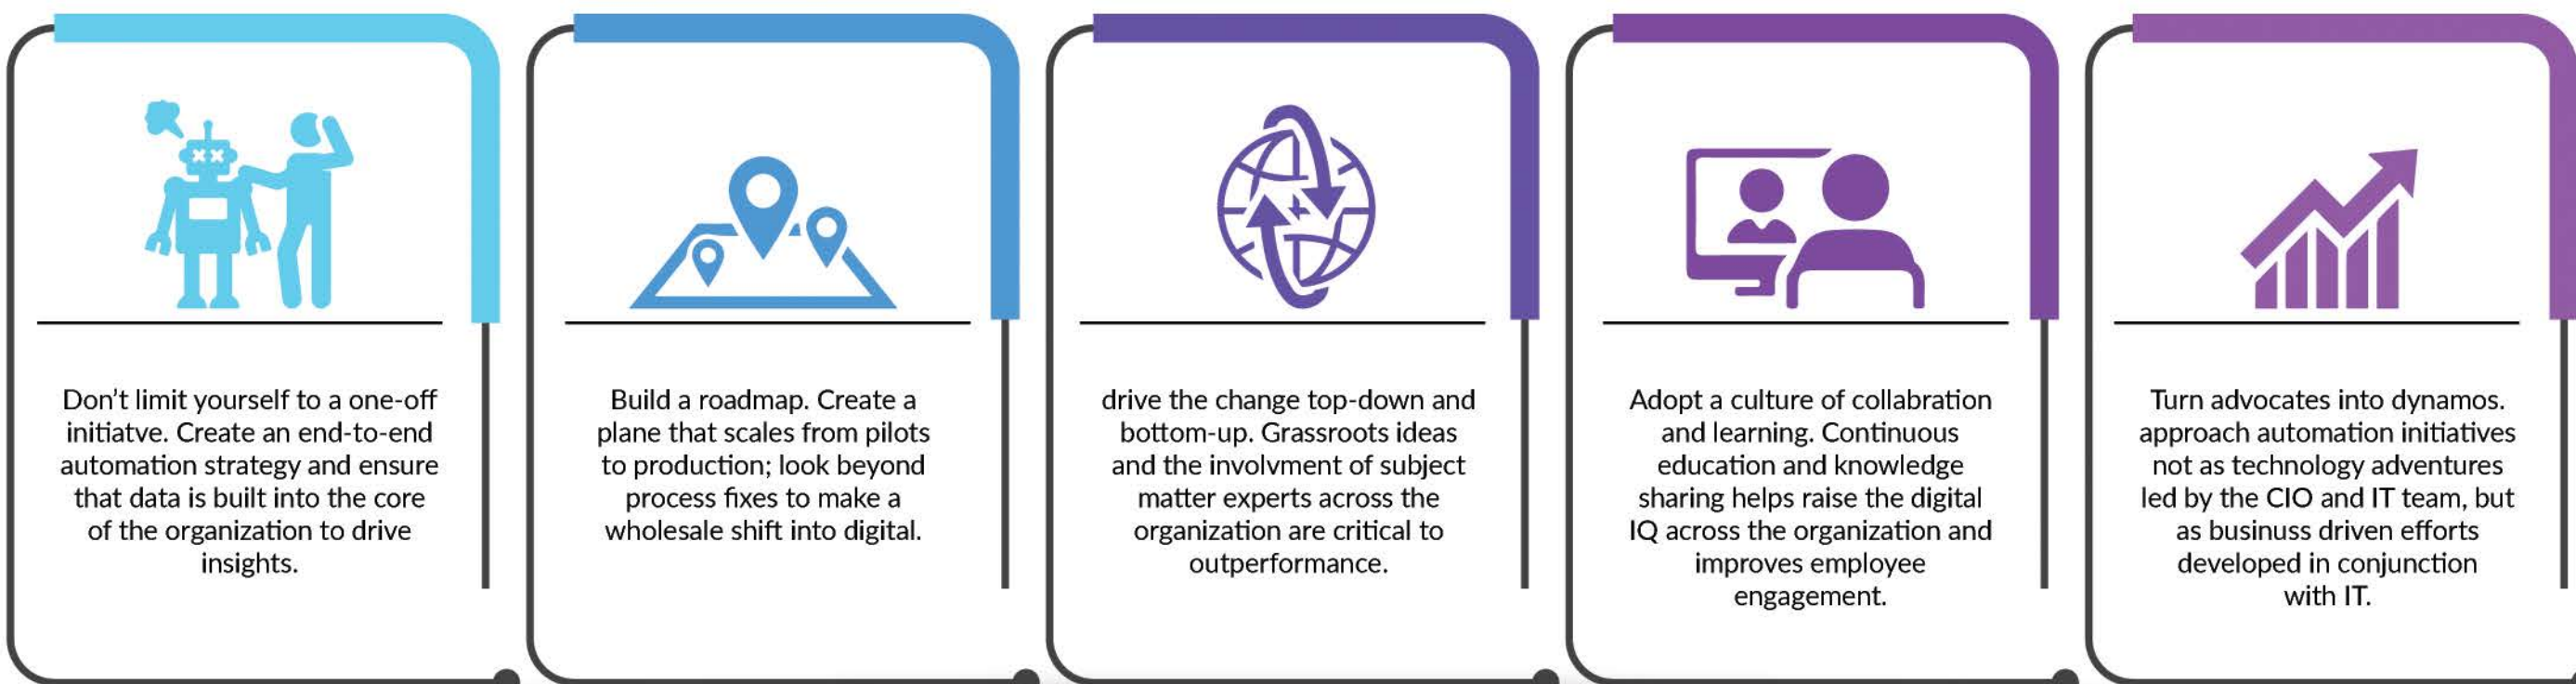 Don't limit yourself to a one-off
initiatve. Create an end-to-end
automation strategy and ensure
that data is built into the core
of the organization to drive
insights.
Build a roadmap. Create a
plane that scales from pilots
to production; look beyond
process fixes to make a
wholesale shift into digital.
drive the change top-down and
bottom-up. Grassroots ideas
and the involvment of subject
matter experts across the
organization are critical to
outperformance.
Adopt a culture of collabration
and learning. Continuous
education and knowledge
sharing helps raise the digital
IQ across the organization and
improves employee
engagement.
Turn advocates into dynamos.
approach automation initiatives
not as technology adventures
led by the CIO and IT team, but
as businuss driven efforts
developed in conjunction
with IT.